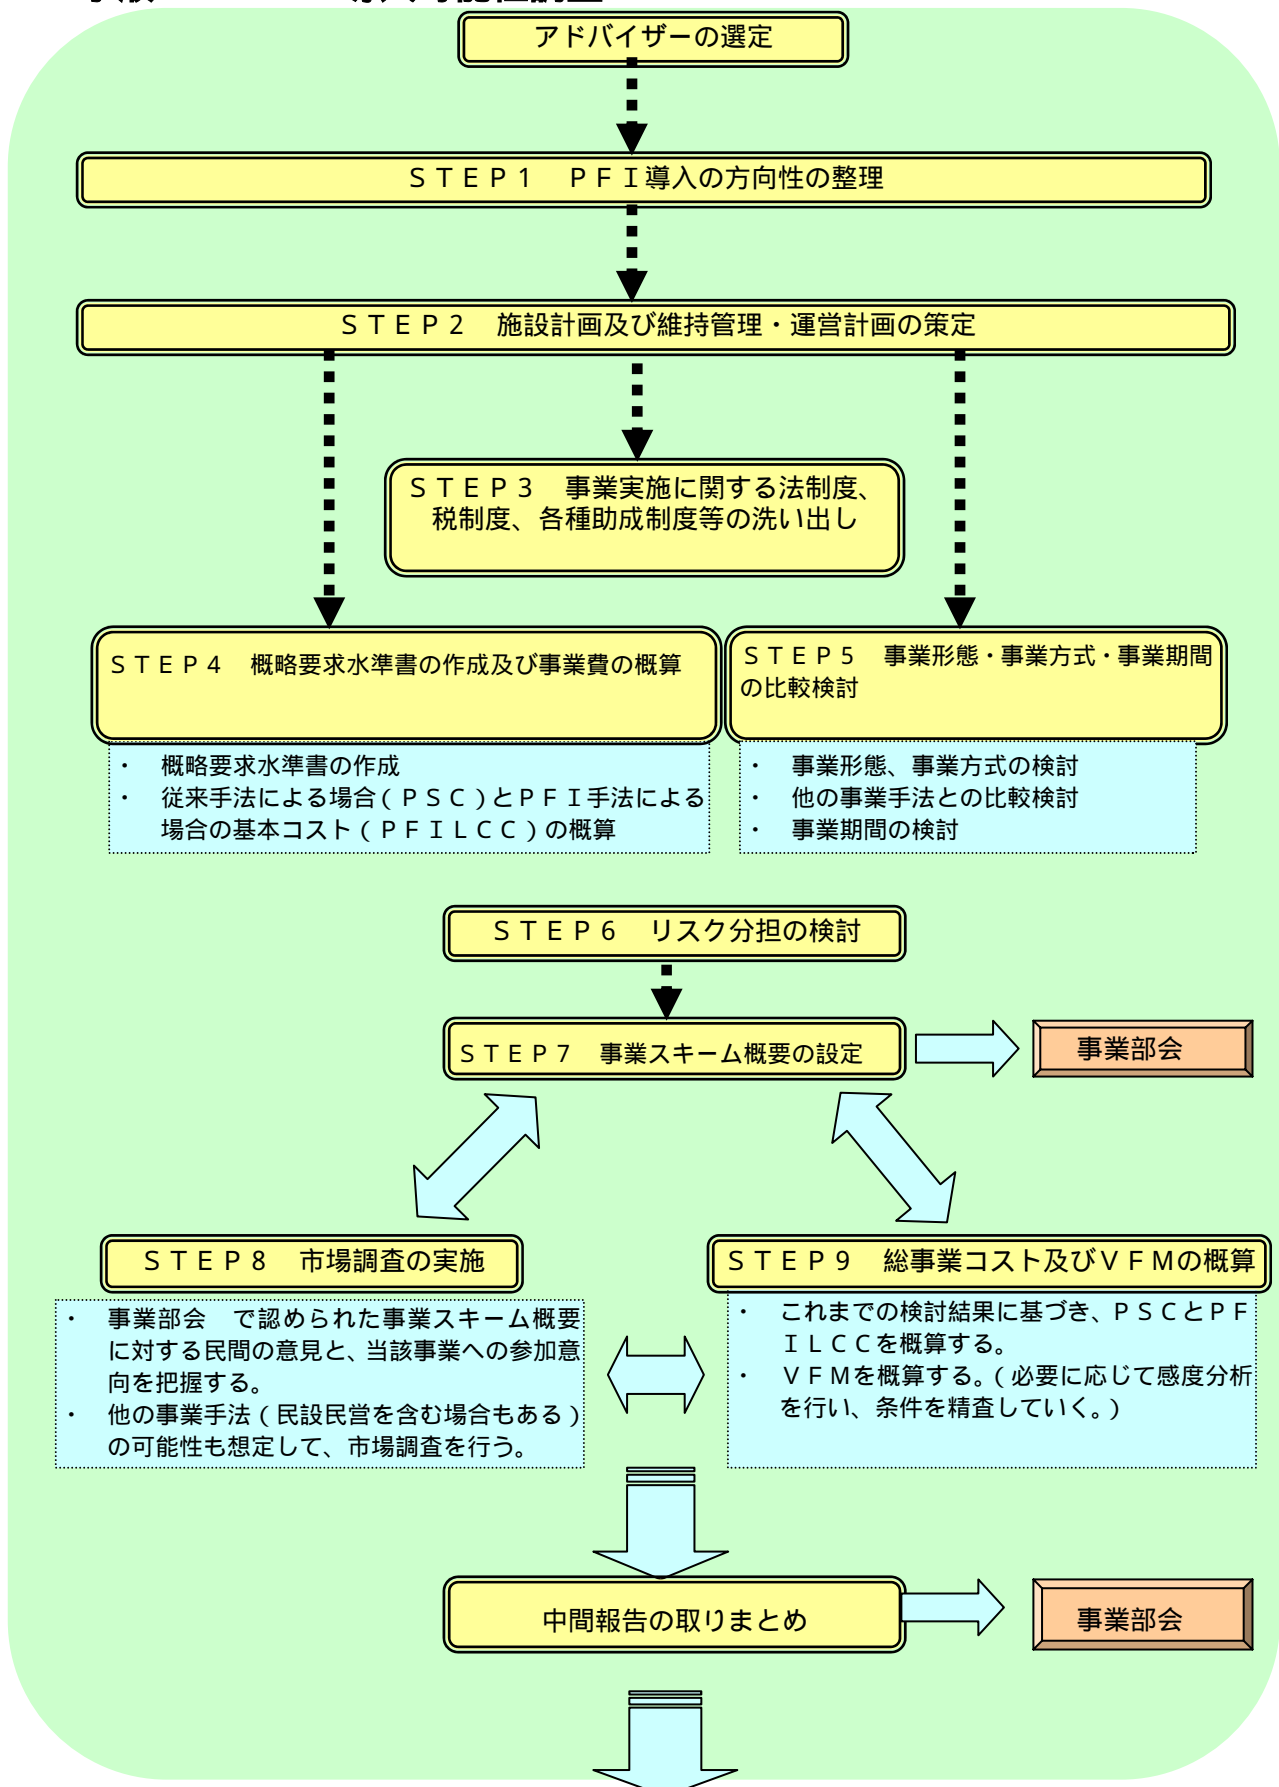 アドバイザーの選定
ＳＴＥＰ１　ＰＦＩ導入の方向性の整理
ＳＴＥＰ２　施設計画及び維持管理・運営計画の策定
ＳＴＥＰ３　事業実施に関する法制度、
税制度、各種助成制度等の洗い出し
ＳＴＥＰ４　概略要求水準書の作成及び事業費の概算
・　概略要求水準書の作成
・　従来手法による場合（ＰＳＣ）とＰＦＩ手法による
場合の基本コスト（ＰＦＩＬＣＣ）の概算
ＳＴＥＰ５　事業形態・事業方式・事業期間
の比較検討
・　事業形態、事業方式の検討
・　他の事業手法との比較検討
・　事業期間の検討
ＳＴＥＰ６　リスク分担の検討
ＳＴＥＰ７　事業スキーム概要の設定
事業部会
ＳＴＥＰ８　市場調査の実施
・　事業部会　で認められた事業スキーム概要
に対する民間の意見と、当該事業への参加意
向を把握する。
・　他の事業手法（民設民営を含む場合もある）
の可能性も想定して、市場調査を行う。
ＳＴＥＰ９　総事業コスト及びＶＦＭの概算
・　これまでの検討結果に基づき、ＰＳＣとＰＦ
ＩＬＣＣを概算する。
・　ＶＦＭを概算する。（必要に応じて感度分析
を行い、条件を精査していく。）
中間報告の取りまとめ
事業部会